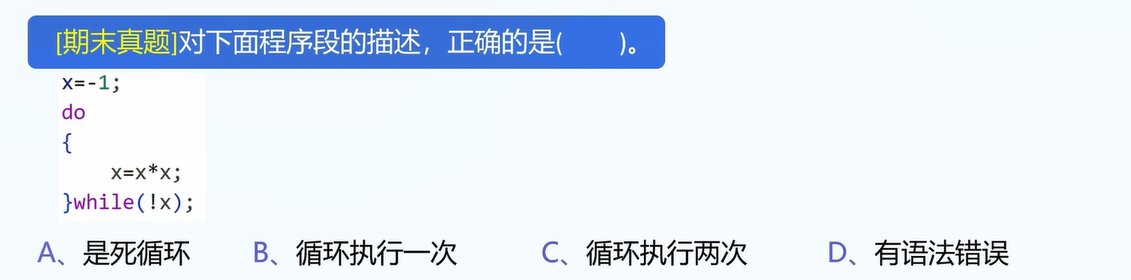 [期末真题]对下面程序段的描述，正确的是(  )。
x=-1;
do
{
    x=x*x;
}while(!x);
A、是死循环 B、循环执行一次 C、循环执行两次 D、有语法错误